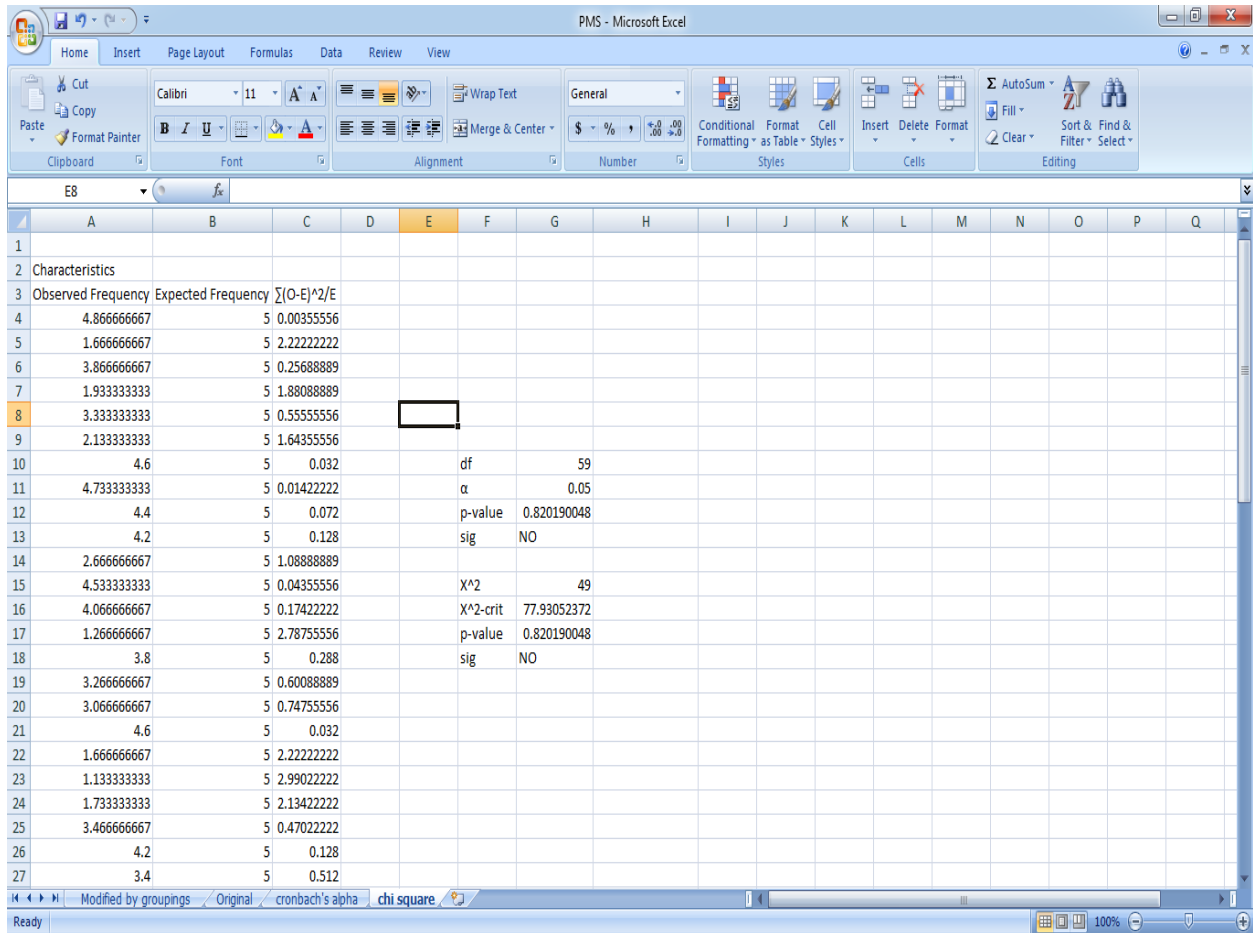 PMS - Microsoft Excel
Home Insert Page Layout Formulas Data Review View
Cut
Copy
Format Painter
Paste
Clipboard
Calibri 11 A A
B I U A
Font
Wrap Text
Merge & Center
Alignment
General
$ % , .0 .00 .00 .0
Number
Conditional Formatting
Format as Table
Cell Styles
Styles
Insert Delete Format
Cells
Σ AutoSum
Fill
Clear
Sort & Filter
Find & Select
Editing
E8 fx
A B C D E F G H I J K L M N O P Q
1
2 Characteristics
3 Observed Frequency Expected Frequency ∑(O-E)^2/E
4 4.866666667 5 0.00355556
5 1.666666667 5 2.22222222
6 3.866666667 5 0.25688889
7 1.933333333 5 1.88088889
8 3.333333333 5 0.55555556
9 2.133333333 5 1.64355556
10 4.6 5 0.032 df 59
11 4.733333333 5 0.01422222 α 0.05
12 4.4 5 0.072 p-value 0.820190048
13 4.2 5 0.128 sig NO
14 2.666666667 5 1.08888889
15 4.533333333 5 0.04355556 X^2 49
16 4.066666667 5 0.17422222 X^2-crit 77.93052372
17 1.266666667 5 2.78755556 p-value 0.820190048
18 3.8 5 0.288 sig NO
19 3.266666667 5 0.60088889
20 3.066666667 5 0.74755556
21 4.6 5 0.032
22 1.666666667 5 2.22222222
23 1.133333333 5 2.99022222
24 1.733333333 5 2.13422222
25 3.466666667 5 0.47022222
26 4.2 5 0.128
27 3.4 5 0.512
Modified by groupings Original cronbach's alpha chi square
Ready 100%